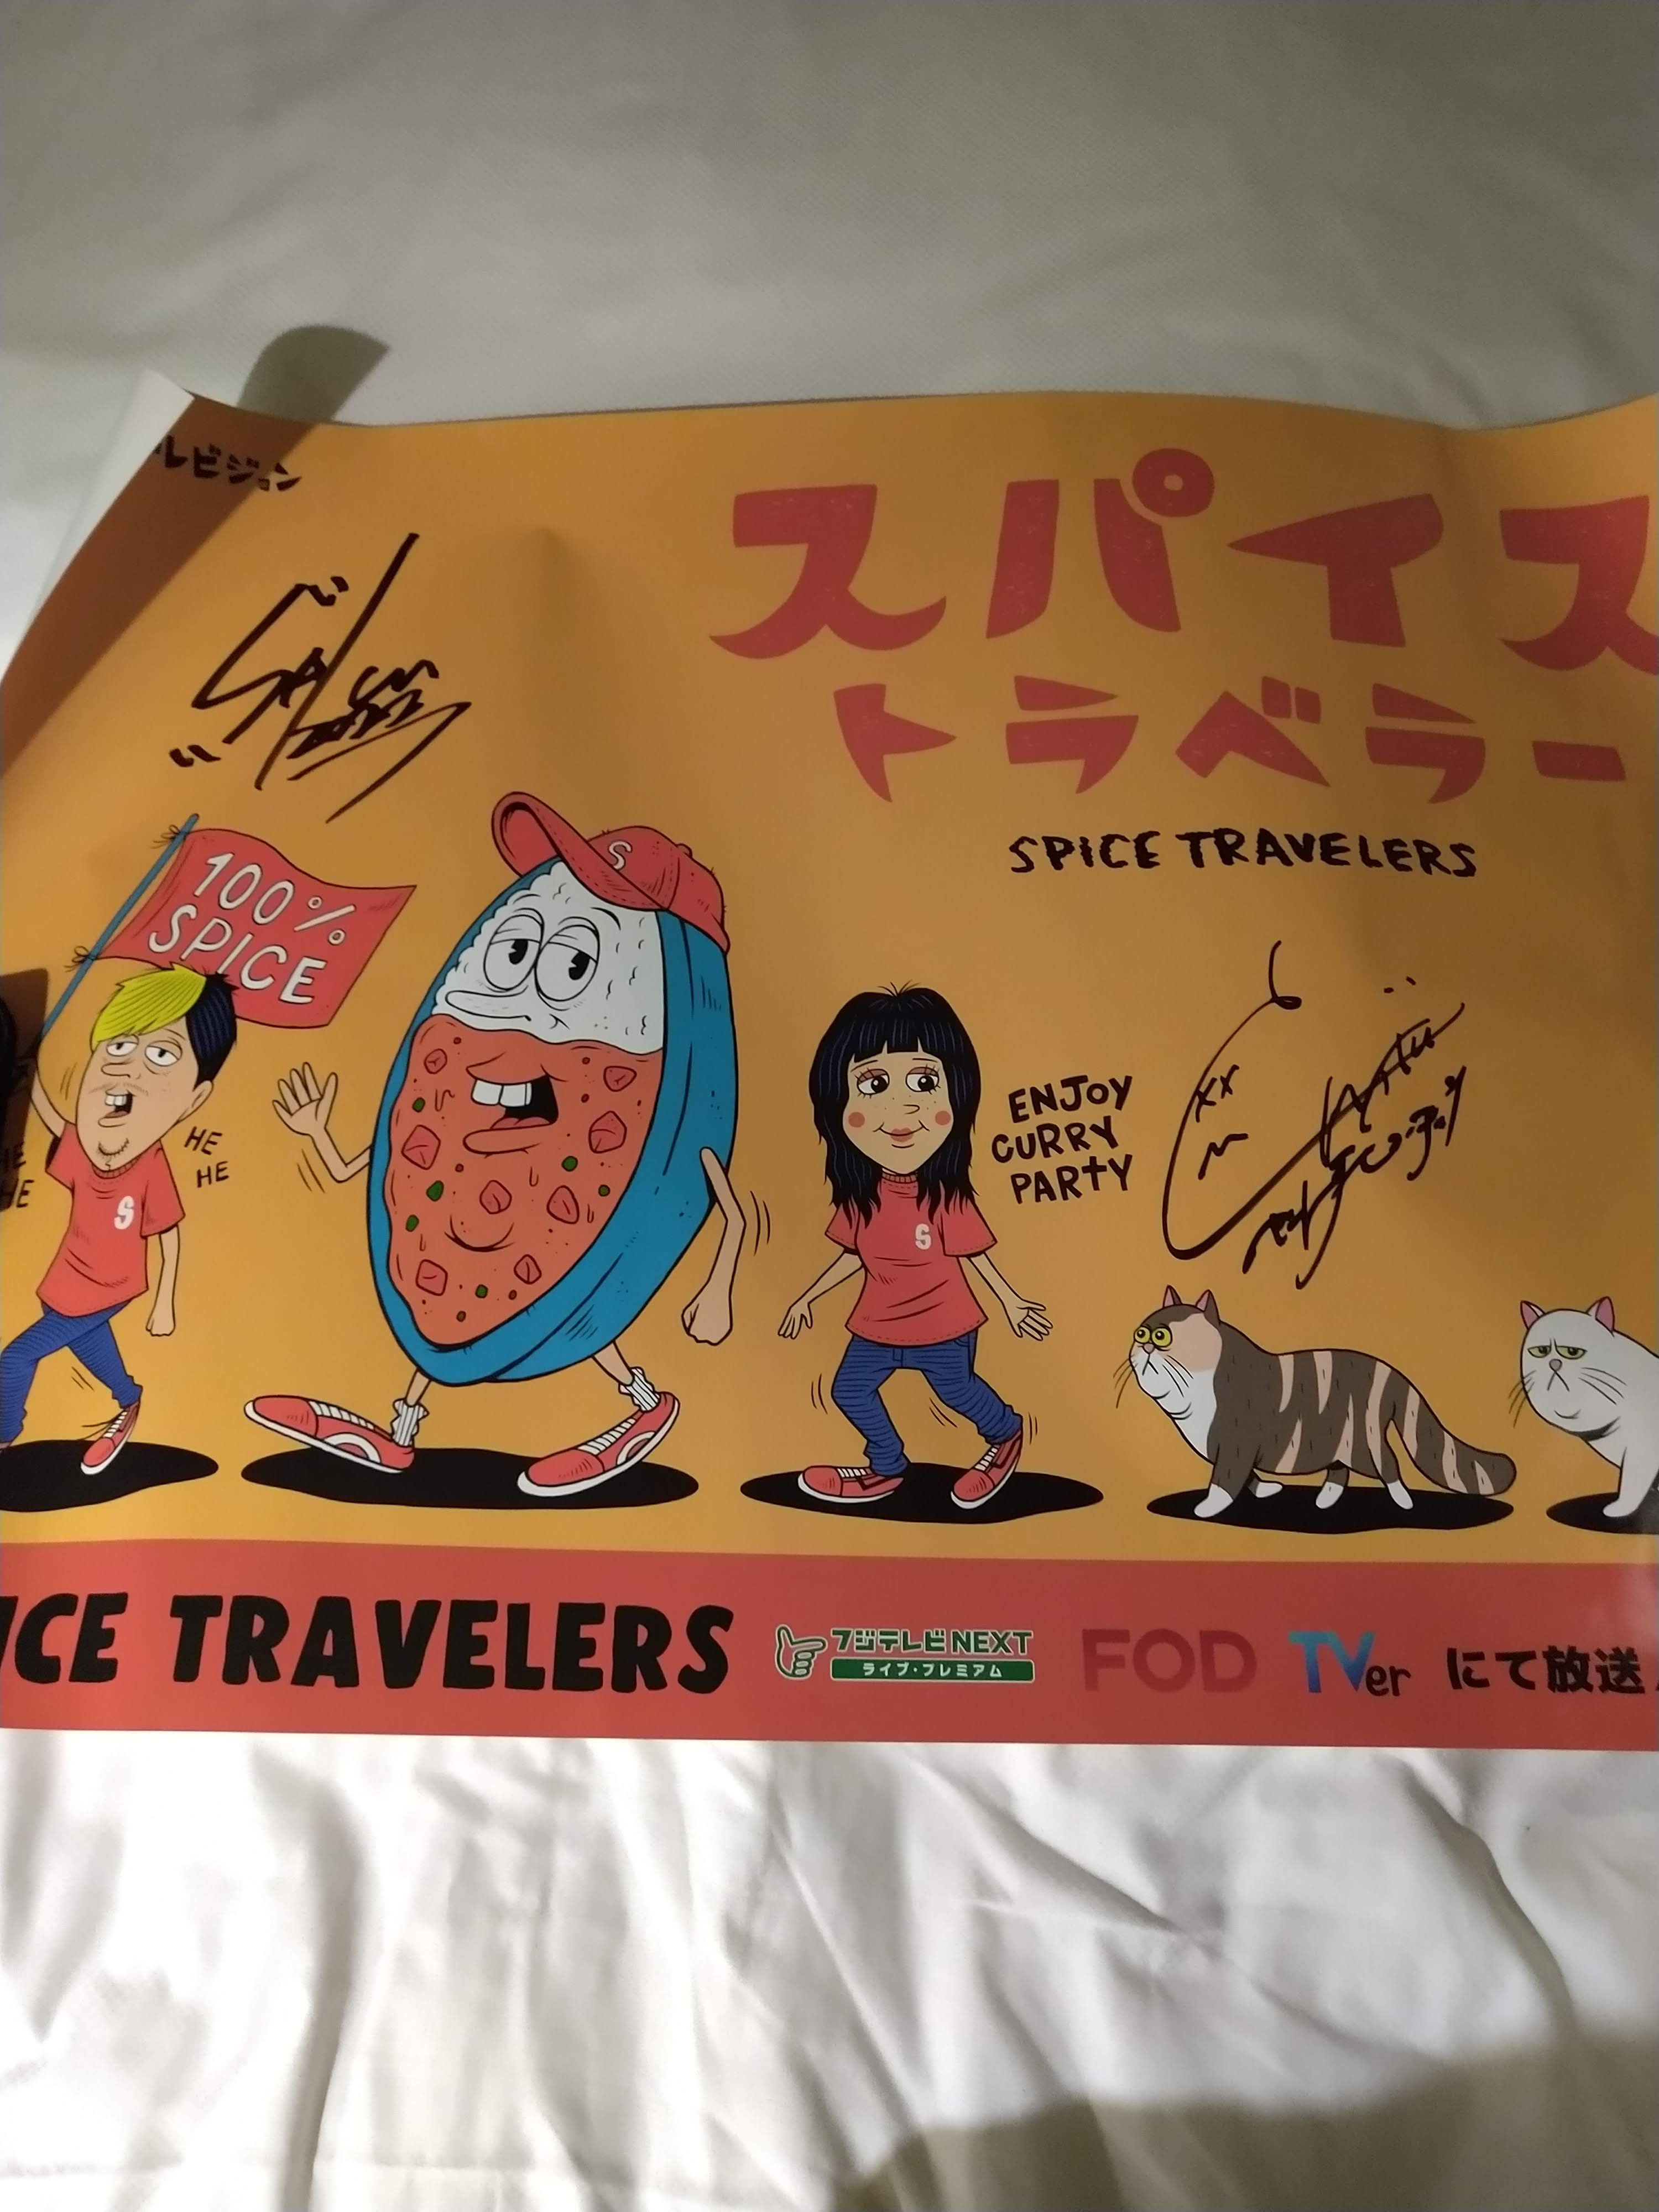 レビジョン
スパイス
トラベラー
SPICE TRAVELERS
100%
SPICE
S
HE
HE
HE
HE
S
ENJOY
CURRY
PARTY
S
ICE TRAVELERS
フジテレビNEXT
ライブ・プレミアム
FOD
TVer
にて放送